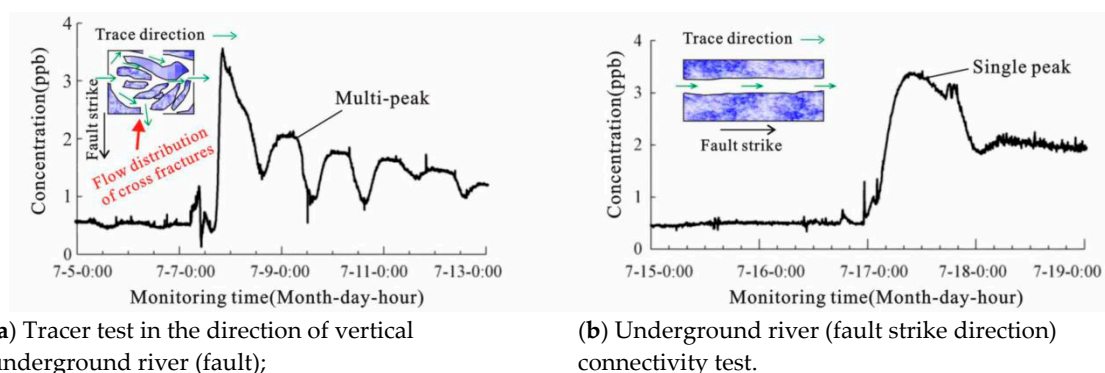 Concentration(ppb)
4
3
2
1
0
Trace direction
Fault strike
Flow distribution
of cross fractures
Multi-peak
7-5-0:00 7-7-0:00 7-9-0:00 7-11-0:00 7-13-0:00
Monitoring time(Month-day-hour)
a) Tracer test in the direction of vertical
underground river (fault);
Concentration(ppb)
4
3
2
1
0
Trace direction
Fault strike
Single peak
7-15-0:00 7-16-0:00 7-17-0:00 7-18-0:00 7-19-0:00
Monitoring time(Month-day-hour)
(b) Underground river (fault strike direction)
connectivity test.